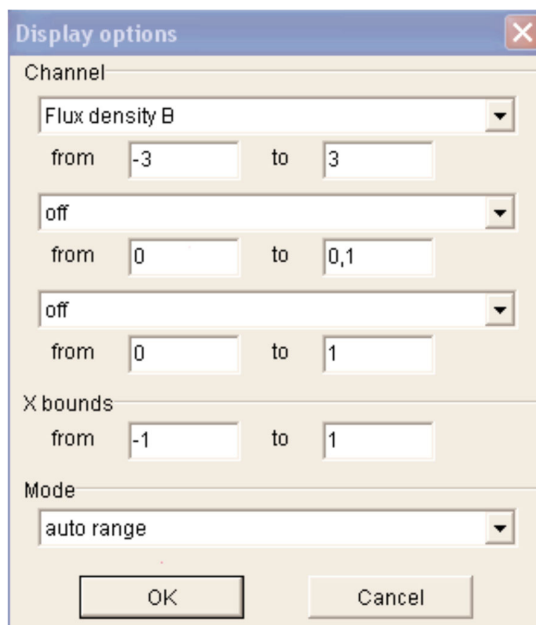 Display options
Channel
Flux density B
from -3 to 3
off
from 0 to 0,1
off
from 0 to 1
X bounds
from -1 to 1
Mode
auto range
OK Cancel